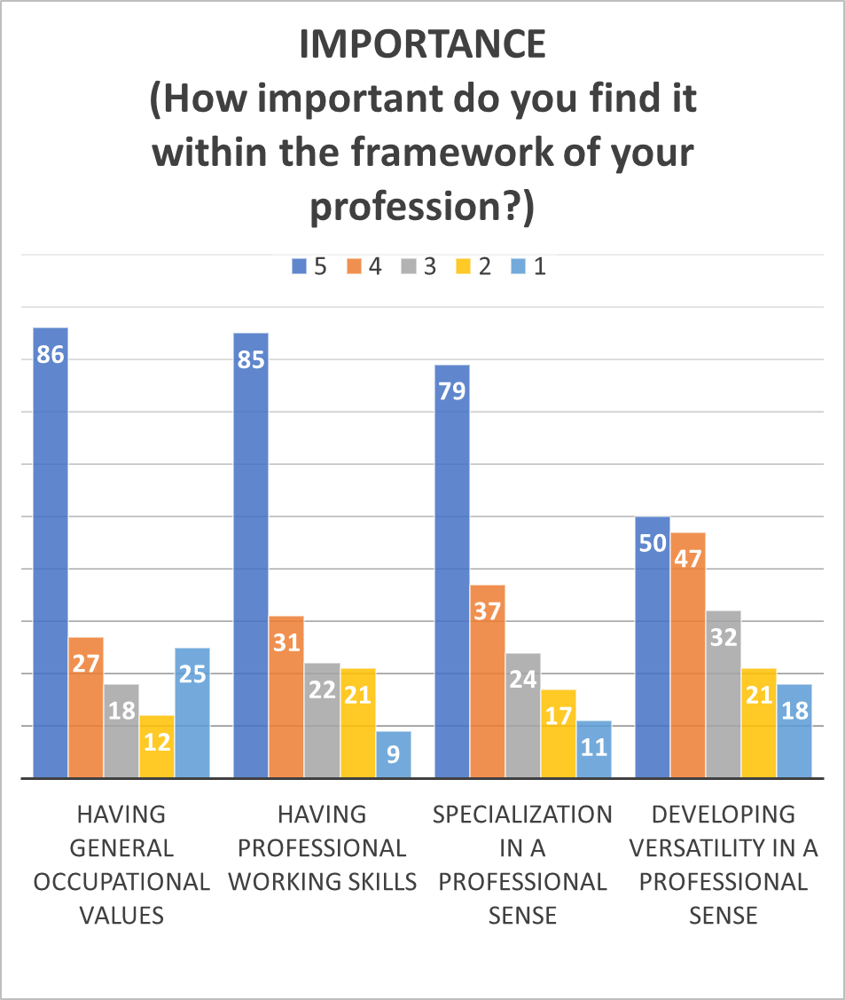 IMPORTANCE
(How important do you find it
within the framework of your
profession?)
5 4 3 2 1
86 27 18 12 25
85 31 22 21 9
79 37 24 17 11
50 47 32 21 18
HAVING
GENERAL
OCCUPATIONAL
VALUES
HAVING
PROFESSIONAL
WORKING SKILLS
SPECIALIZATION
IN A
PROFESSIONAL
SENSE
DEVELOPING
VERSATILITY IN A
PROFESSIONAL
SENSE